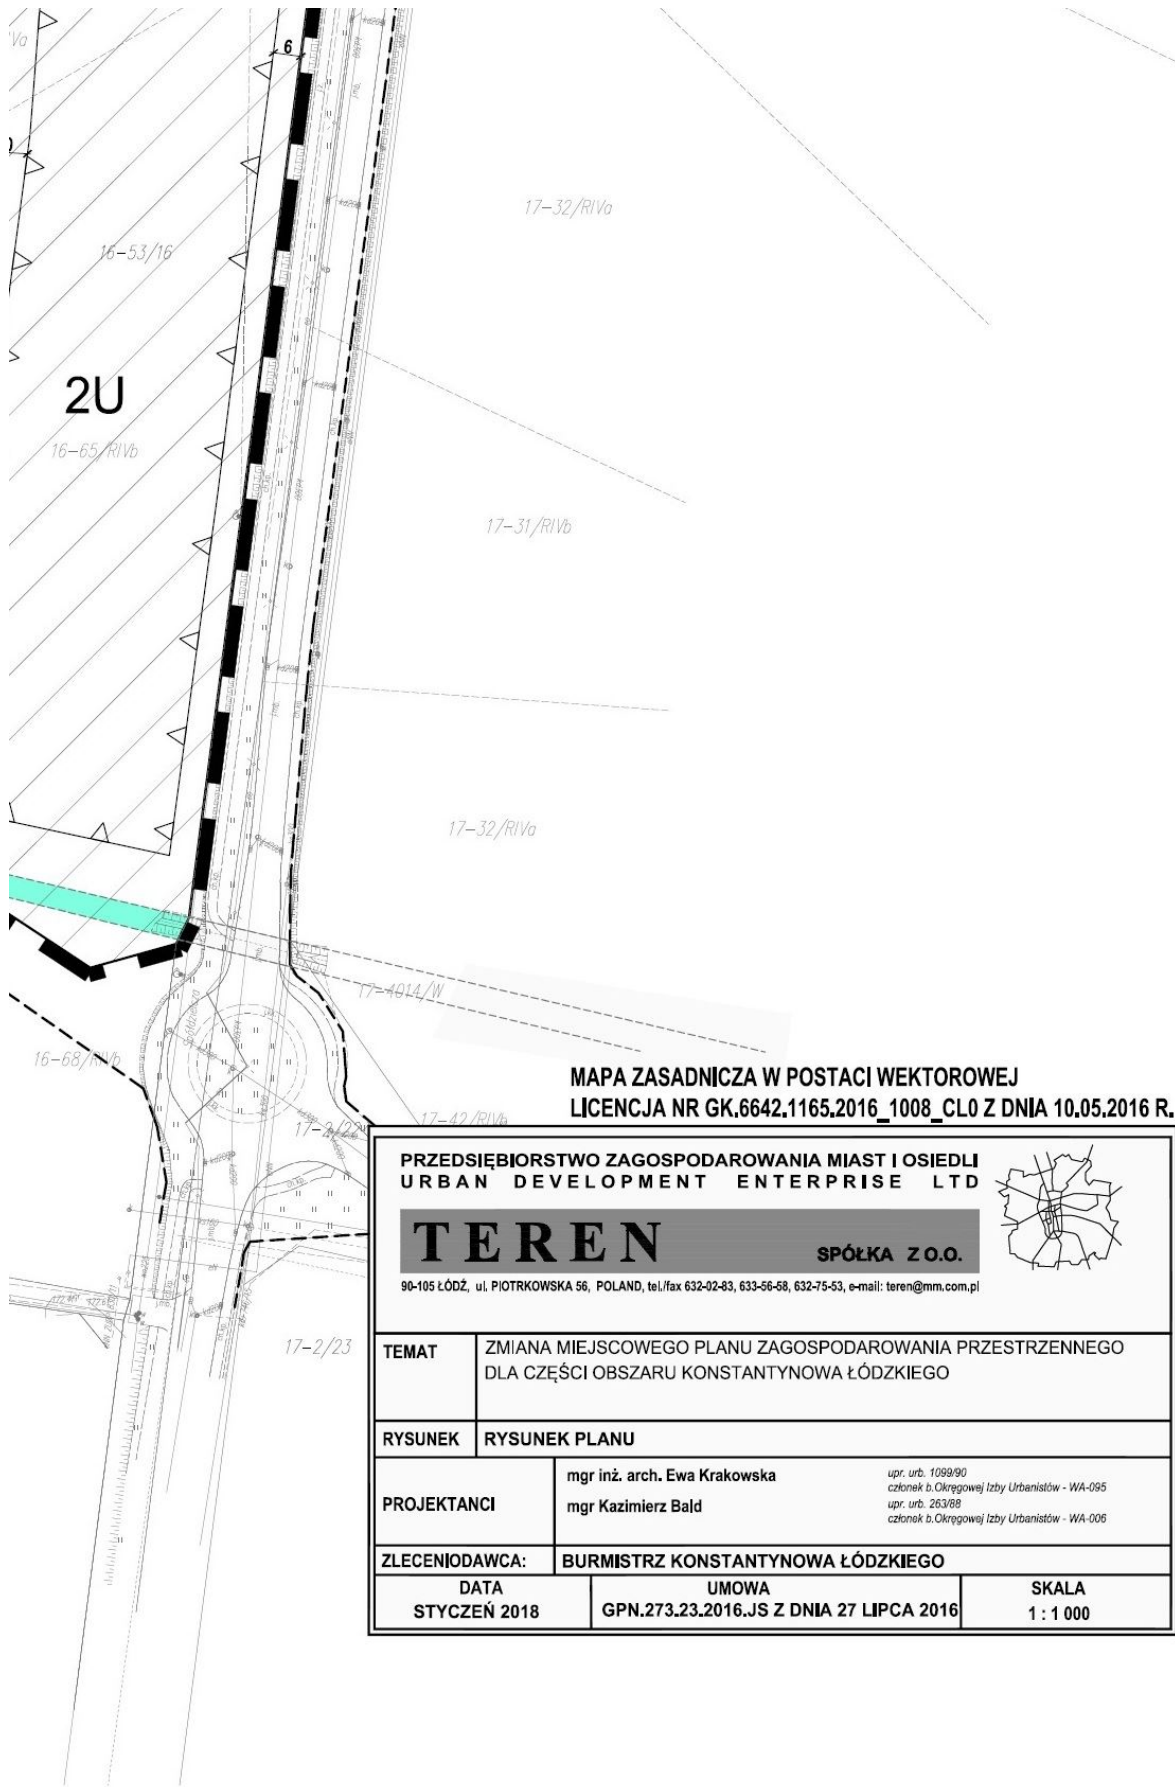 6
17-32/RIVa
16-53/16
2U
16-65/RIVb
17-31/RIVb
17-32/RIVa
17-4014/W
16-68/RIVb
MAPA ZASADNICZA W POSTACI WEKTOROWEJ
LICENCJA NR GK.6642.1165.2016_1008_CL0 Z DNIA 10.05.2016 R.
17-42/RIVb
17-2/22
PRZEDSIĘBIORSTWO ZAGOSPODAROWANIA MIAST I OSIEDLI
URBAN DEVELOPMENT ENTERPRISE LTD
TEREN SPÓŁKA Z O.O.
90-105 ŁÓDŹ, ul. PIOTRKOWSKA 56, POLAND, tel./fax 632-02-83, 633-56-58, 632-75-53, e-mail: teren@mm.com.pl
17-2/23
TEMAT ZMIANA MIEJSCOWEGO PLANU ZAGOSPODAROWANIA PRZESTRZENNEGO
DLA CZĘŚCI OBSZARU KONSTANTYNOWA ŁÓDZKIEGO
RYSUNEK RYSUNEK PLANU
PROJEKTANCI
mgr inż. arch. Ewa Krakowska upr. urb. 1099/90
członek b.Okręgowej Izby Urbanistów - WA-095
mgr Kazimierz Bald upr. urb. 263/88
członek b.Okręgowej Izby Urbanistów - WA-006
ZLECENIODAWCA: BURMISTRZ KONSTANTYNOWA ŁÓDZKIEGO
DATA UMOWA SKALA
STYCZEŃ 2018 GPN.273.23.2016.JS Z DNIA 27 LIPCA 2016 1 : 1 000